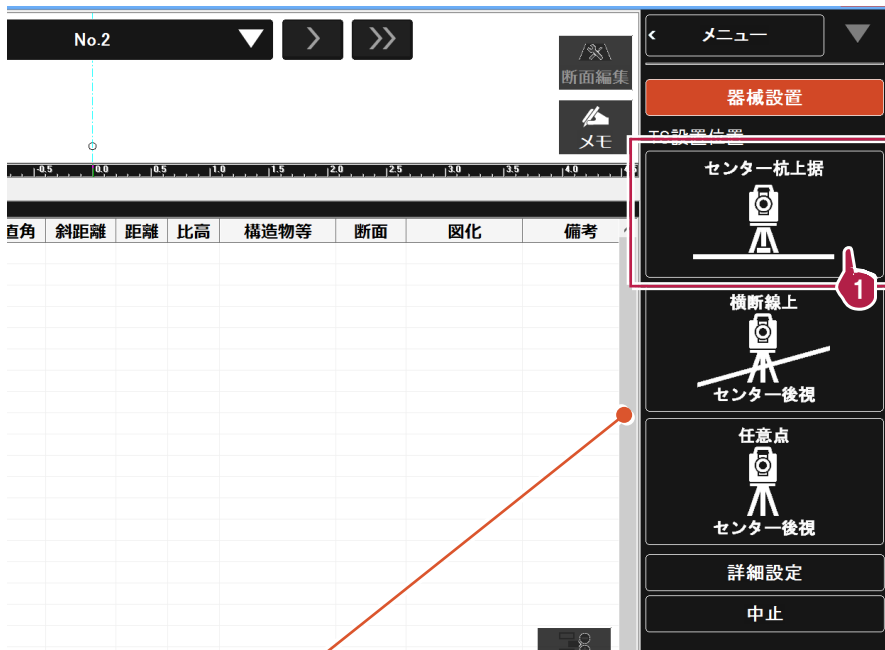 No.2
断面編集
メモ
-0.5 0.0 0.5 1.0 1.5 2.0 2.5 3.0 3.5 4.0
直角 斜距離 距離 比高 構造物等 断面 図化 備考
メニュー
器械設置
TS設置位置
センター杭上据
1
横断線上
センター後視
任意点
センター後視
詳細設定
中止